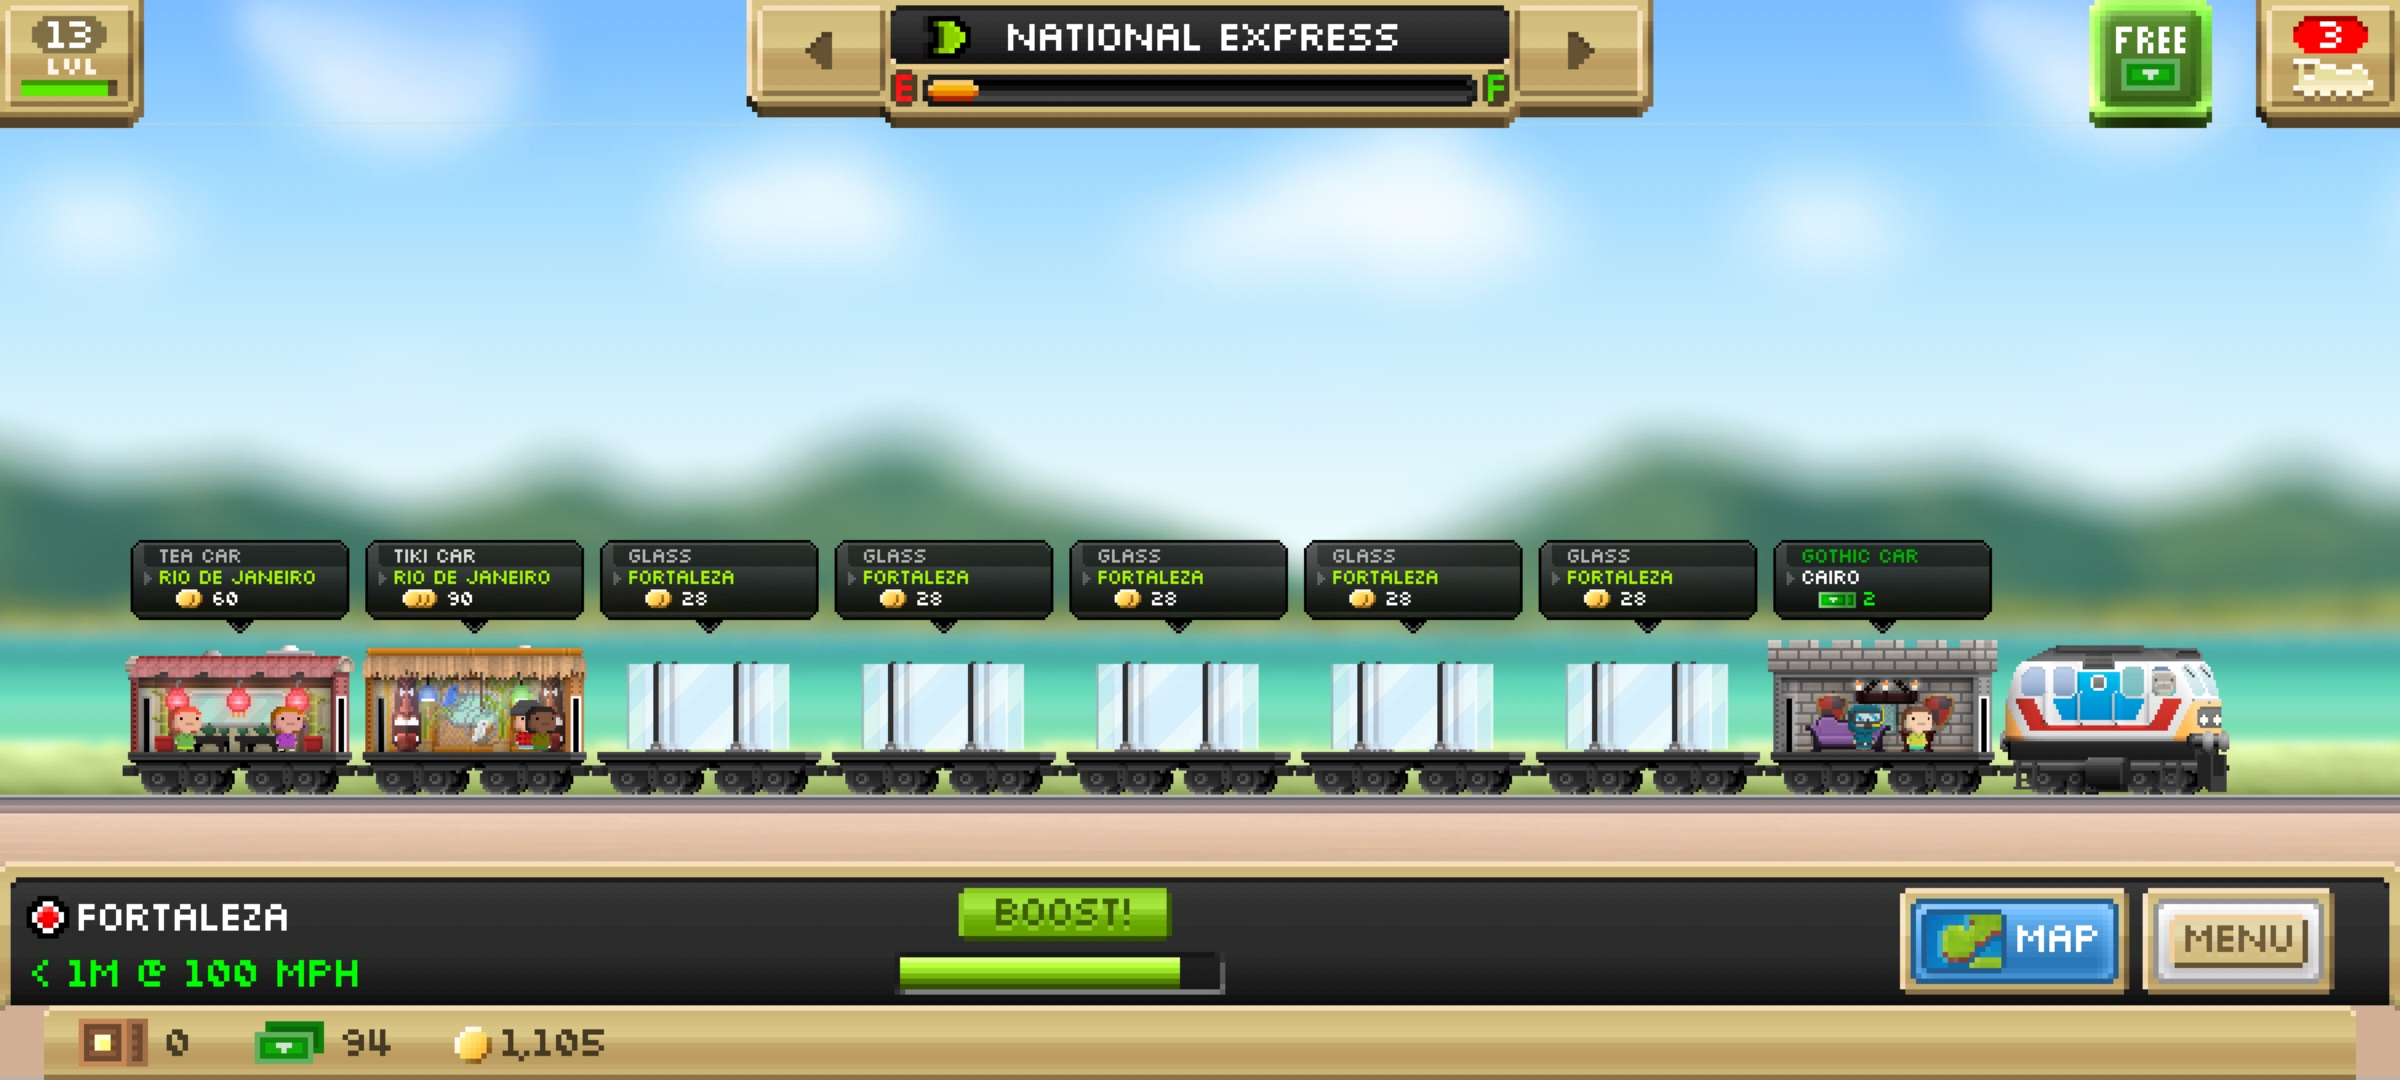 13
LVL
NATIONAL EXPRESS
E F
FREE
3
TEA CAR
RIO DE JANEIRO
60
TIKI CAR
RIO DE JANEIRO
90
GLASS
FORTALEZA
28
GLASS
FORTALEZA
28
GLASS
FORTALEZA
28
GLASS
FORTALEZA
28
GLASS
FORTALEZA
28
GOTHIC CAR
CAIRO
2
FORTALEZA
< 1M @ 100 MPH
BOOST!
MAP
MENU
0 94 1,105